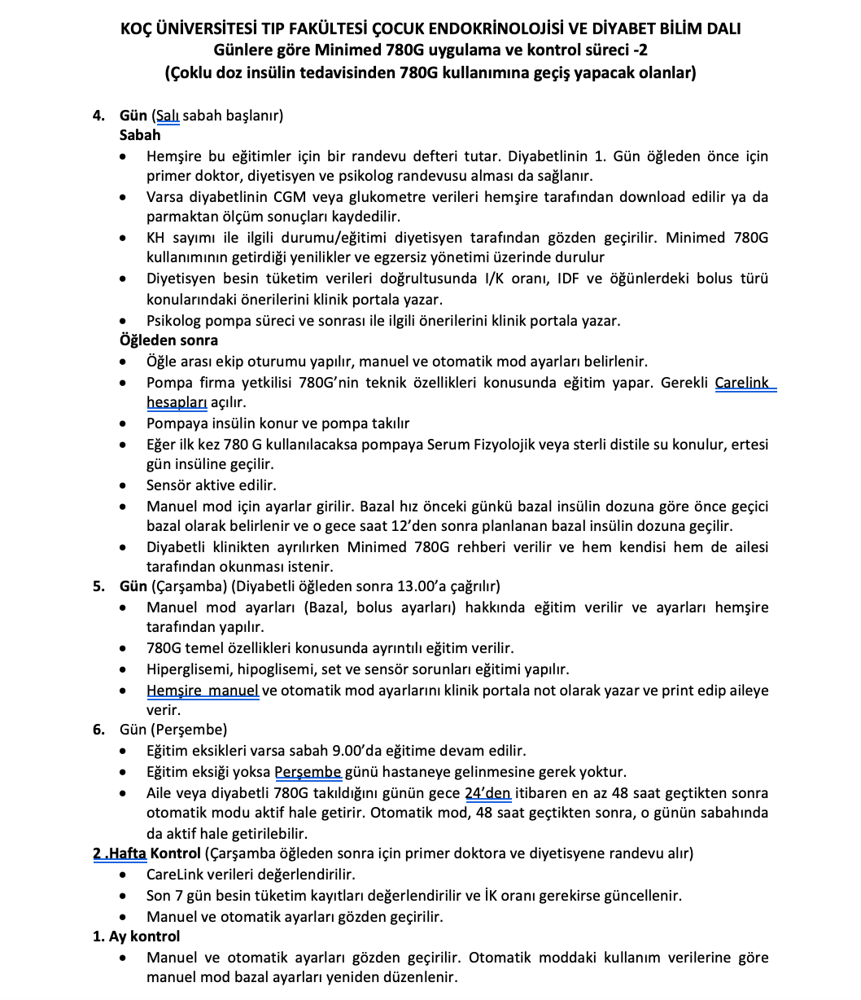 KOÇ ÜNİVERSİTESİ TIP FAKÜLTESİ ÇOCUK ENDOKRİNOLOJİSİ VE DİYABET BİLİM DALI
Günlere göre Minimed 780G uygulama ve kontrol süreci -2
(Çoklu doz insülin tedavisinden 780G kullanımına geçiş yapacak olanlar)
4. Gün (Salı sabah başlanır)
Sabah
• Hemşire bu eğitimler için bir randevu defteri tutar. Diyabetlinin 1. Gün öğleden önce için
primer doktor, diyetisyen ve psikolog randevusu alması da sağlanır.
• Varsa diyabetlinin CGM veya glukometre verileri hemşire tarafından download edilir ya da
parmaktan ölçüm sonuçları kaydedilir.
• KH sayımı ile ilgili durumu/eğitimi diyetisyen tarafından gözden geçirilir. Minimed 780G
kullanımının getirdiği yenilikler ve egzersiz yönetimi üzerinde durulur
• Diyetisyen besin tüketim verileri doğrultusunda I/K oranı, IDF ve öğünlerdeki bolus türü
konularındaki önerilerini klinik portala yazar.
• Psikolog pompa süreci ve sonrası ile ilgili önerilerini klinik portala yazar.
Öğleden sonra
• Öğle arası ekip oturumu yapılır, manuel ve otomatik mod ayarları belirlenir.
• Pompa firma yetkilisi 780G’nin teknik özellikleri konusunda eğitim yapar. Gerekli Carelink
hesapları açılır.
• Pompaya insülin konur ve pompa takılır
• Eğer ilk kez 780 G kullanılacaksa pompaya Serum Fizyolojik veya sterli distile su konulur, ertesi
gün insüline geçilir.
• Sensör aktive edilir.
• Manuel mod için ayarlar girilir. Bazal hız önceki günkü bazal insülin dozuna göre önce geçici
bazal olarak belirlenir ve o gece saat 12’den sonra planlanan bazal insülin dozuna geçilir.
• Diyabetli klinikten ayrılırken Minimed 780G rehberi verilir ve hem kendisi hem de ailesi
tarafından okunması istenir.
5. Gün (Çarşamba) (Diyabetli öğleden sonra 13.00’a çağrılır)
• Manuel mod ayarları (Bazal, bolus ayarları) hakkında eğitim verilir ve ayarları hemşire
tarafından yapılır.
• 780G temel özellikleri konusunda ayrıntılı eğitim verilir.
• Hiperglisemi, hipoglisemi, set ve sensör sorunları eğitimi yapılır.
• Hemşire manuel ve otomatik mod ayarlarını klinik portala not olarak yazar ve print edip aileye
verir.
6. Gün (Perşembe)
• Eğitim eksikleri varsa sabah 9.00’da eğitime devam edilir.
• Eğitim eksiği yoksa Perşembe günü hastaneye gelinmesine gerek yoktur.
• Aile veya diyabetli 780G takıldığını günün gece 24’den itibaren en az 48 saat geçtikten sonra
otomatik modu aktif hale getirir. Otomatik mod, 48 saat geçtikten sonra, o günün sabahında
da aktif hale getirilebilir.
2 .Hafta Kontrol (Çarşamba öğleden sonra için primer doktora ve diyetisyene randevu alır)
• CareLink verileri değerlendirilir.
• Son 7 gün besin tüketim kayıtları değerlendirilir ve İK oranı gerekirse güncellenir.
• Manuel ve otomatik ayarları gözden geçirilir.
1. Ay kontrol
• Manuel ve otomatik ayarları gözden geçirilir. Otomatik moddaki kullanım verilerine göre
manuel mod bazal ayarları yeniden düzenlenir.